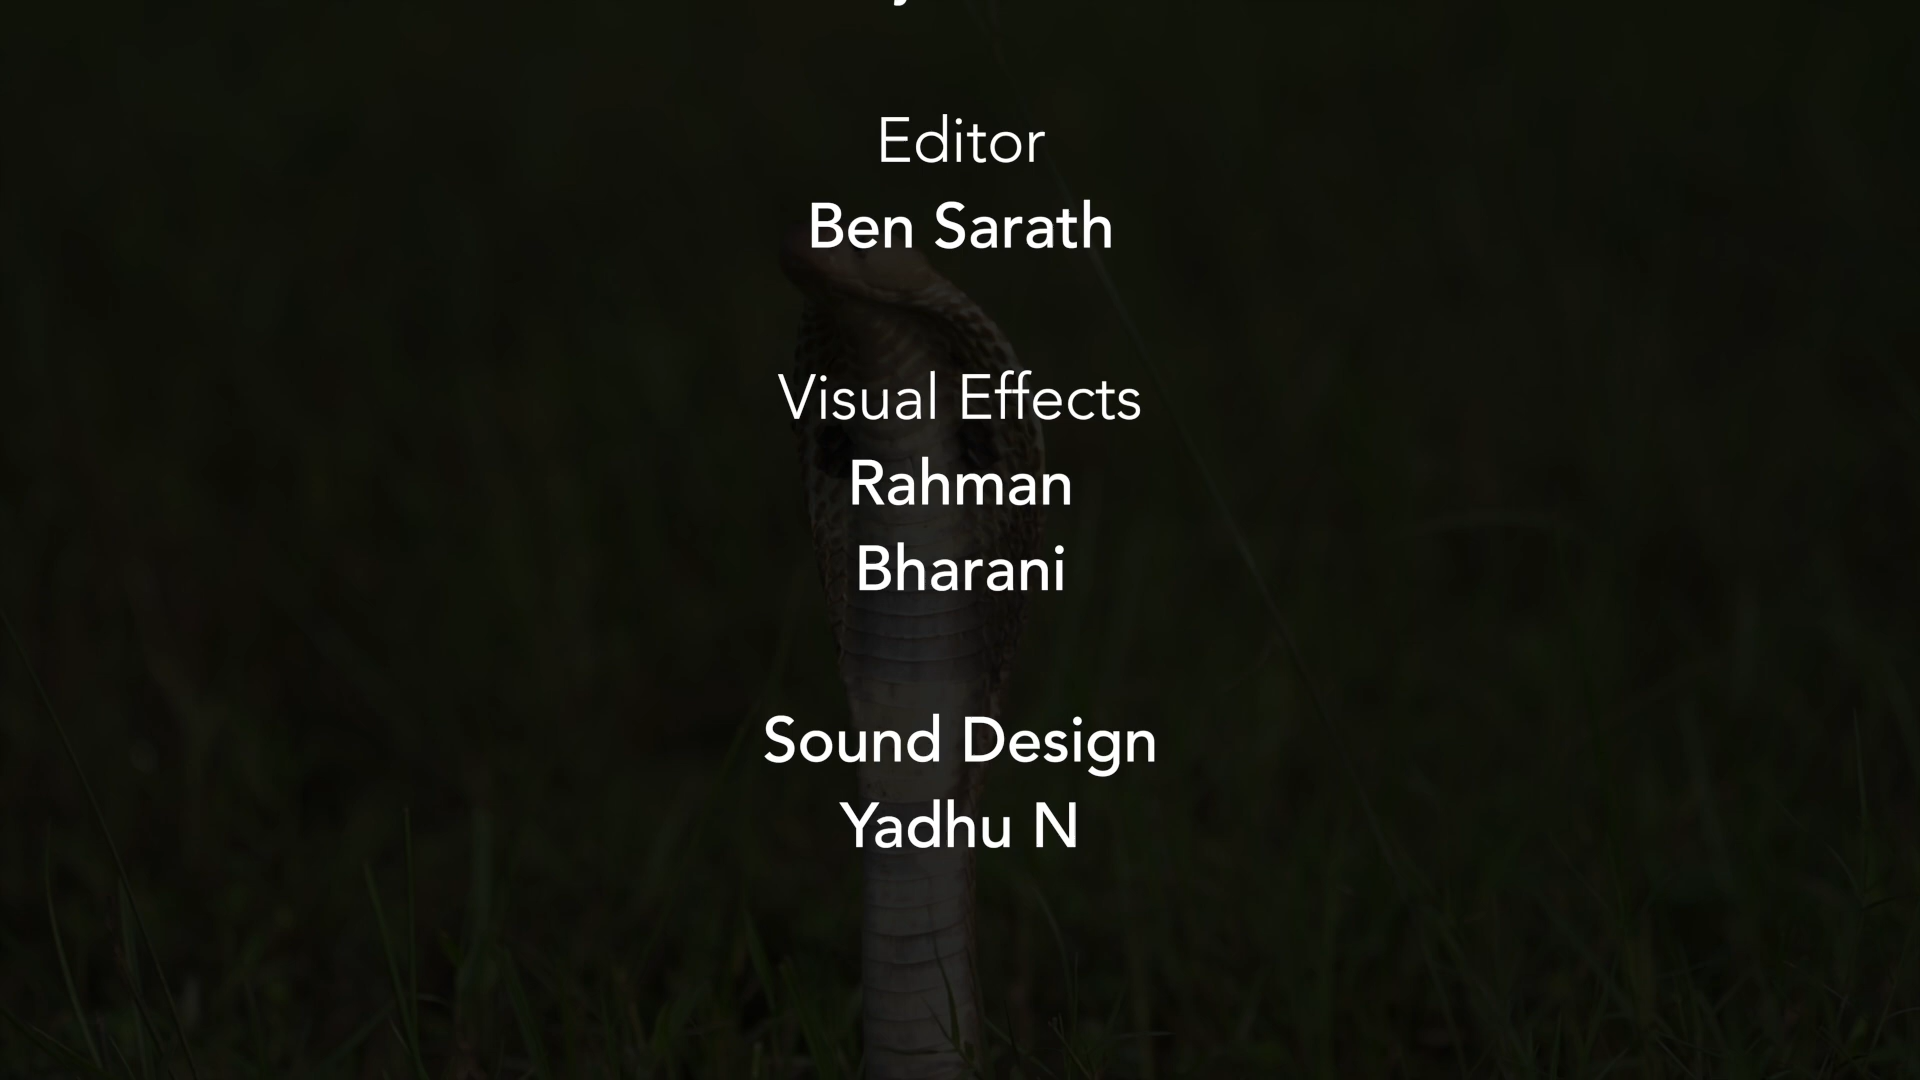 Editor
Ben Sarath
Visual Effects
Rahman
Bharani
Sound Design
Yadhu N